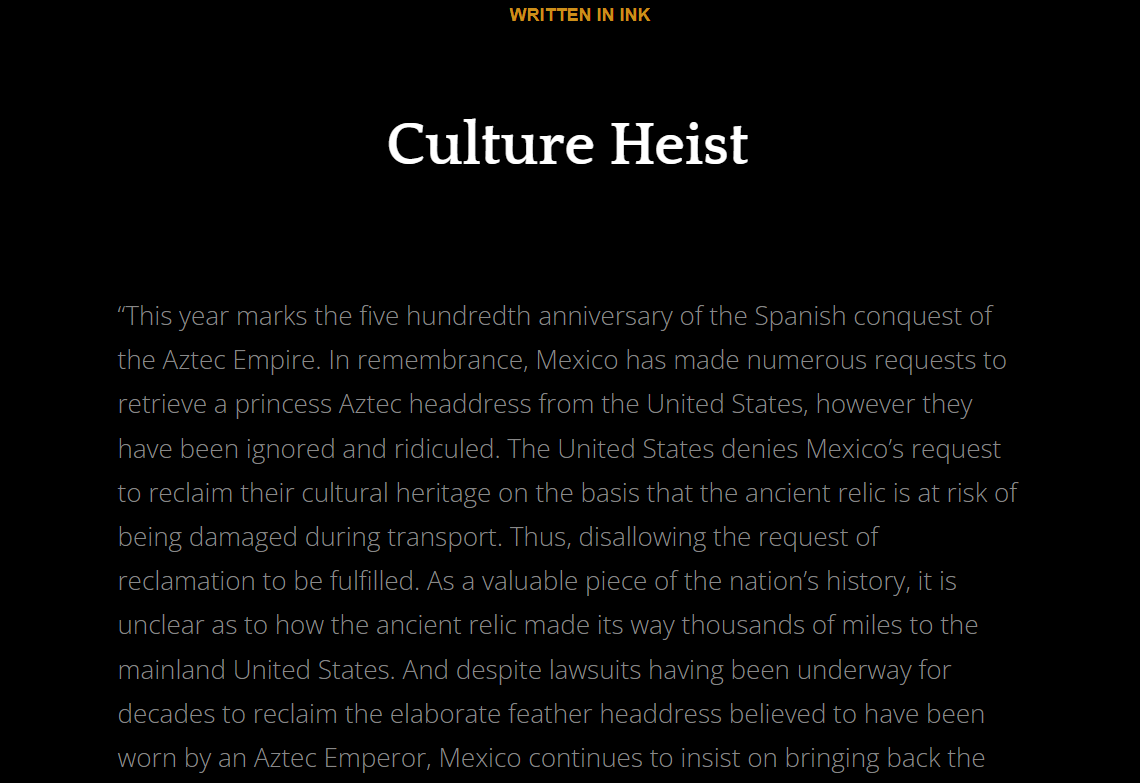 WRITTEN IN INK
Culture Heist
“This year marks the five hundredth anniversary of the Spanish conquest of
the Aztec Empire. In remembrance, Mexico has made numerous requests to
retrieve a princess Aztec headdress from the United States, however they
have been ignored and ridiculed. The United States denies Mexico’s request
to reclaim their cultural heritage on the basis that the ancient relic is at risk of
being damaged during transport. Thus, disallowing the request of
reclamation to be fulfilled. As a valuable piece of the nation’s history, it is
unclear as to how the ancient relic made its way thousands of miles to the
mainland United States. And despite lawsuits having been underway for
decades to reclaim the elaborate feather headdress believed to have been
worn by an Aztec Emperor, Mexico continues to insist on bringing back the